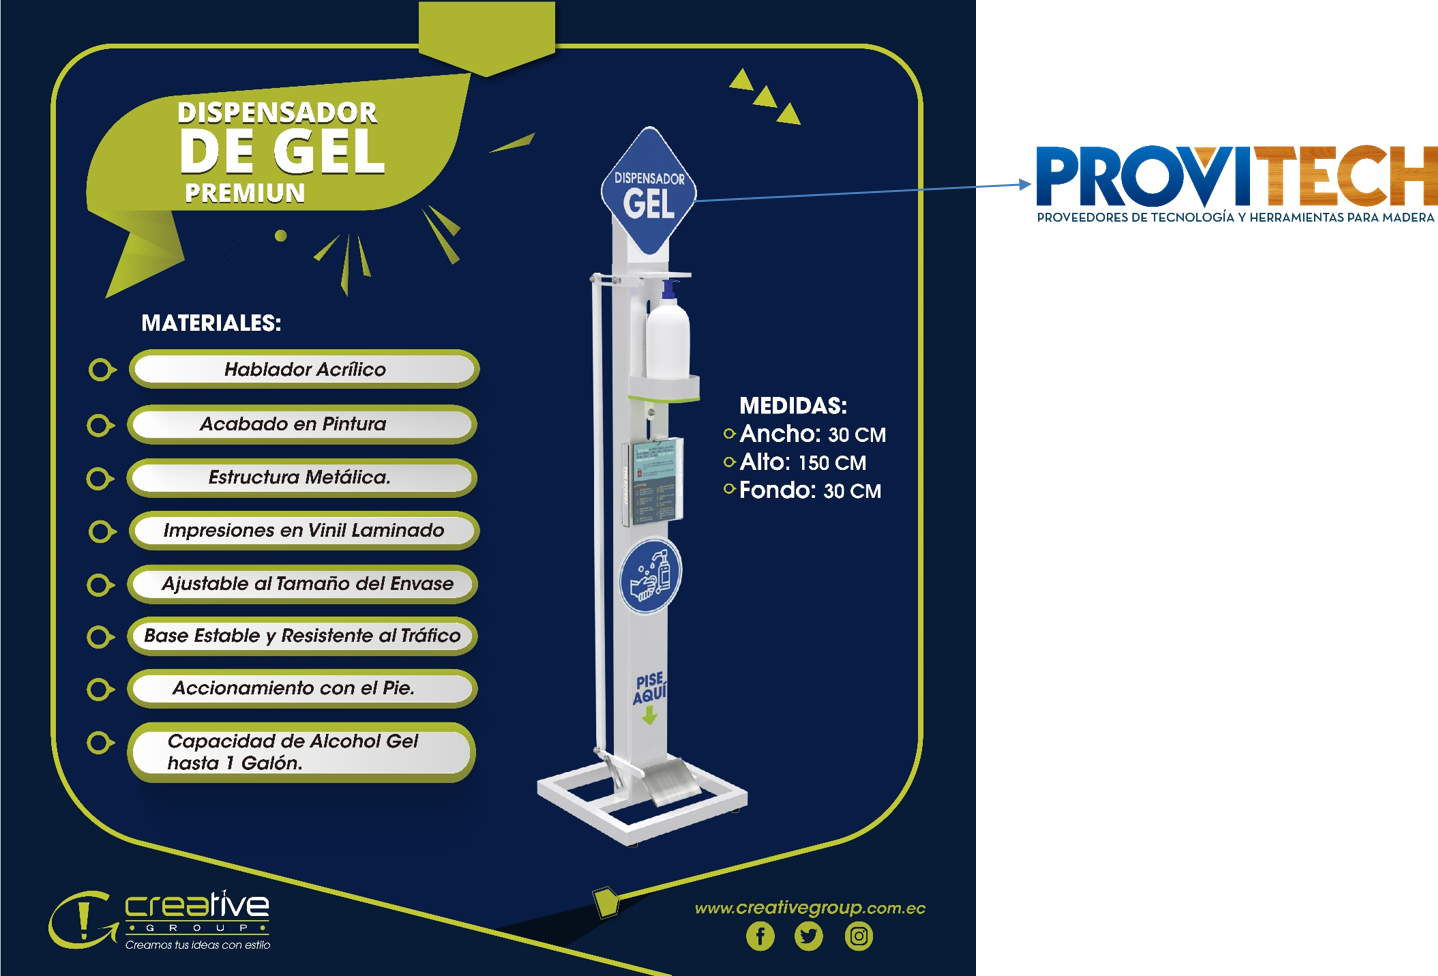 DISPENSADOR
DE GEL
PREMIUN
MATERIALES:
Hablador Acrílico
Acabado en Pintura
Estructura Metálica.
Impresiones en Vinil Laminado
Ajustable al Tamaño del Envase
Base Estable y Resistente al Tráfico
Accionamiento con el Pie.
Capacidad de Alcohol Gel
hasta 1 Galón.
DISPENSADOR
GEL
PISE
AQUÍ
MEDIDAS:
Ancho: 30 CM
Alto: 150 CM
Fondo: 30 CM
PROVITECH
PROVEEDORES DE TECNOLOGÍA Y HERRAMIENTAS PARA MADERA
creative
GROUP
Creamos tus ideas con estilo
www.creativegroup.com.ec